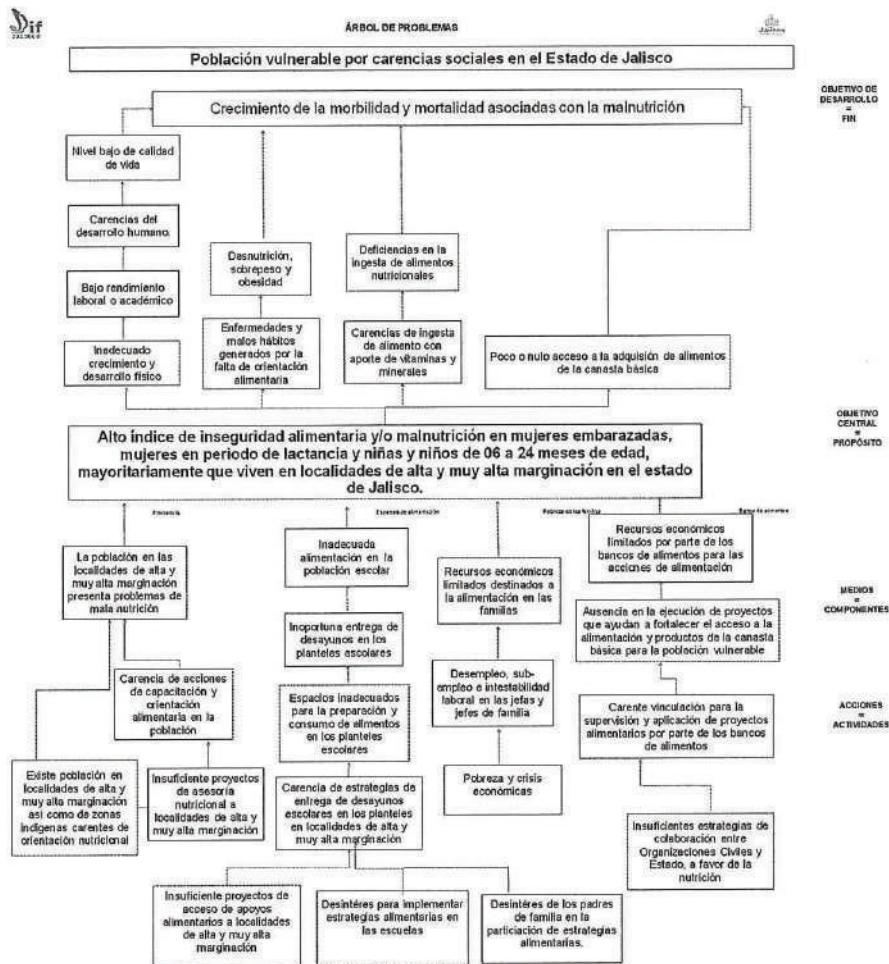 Dif
JALISCO
ÁRBOL DE PROBLEMAS
Jalisco
Población vulnerable por carencias sociales en el Estado de Jalisco
OBJETIVO DE
DESARROLLO
=
FIN
Crecimiento de la morbilidad y mortalidad asociadas con la malnutrición
Nivel bajo de calidad
de vida
Carencias del
desarrollo humano.
Bajo rendimiento
laboral o académico
Inadecuado
crecimiento y
desarrollo físico
Desnutrición,
sobrepeso y
obesidad
Enfermedades y
malos hábitos
generados por la
falta de orientación
alimentaria
Deficiencias en la
ingesta de alimentos
nutricionales
Carencias de ingesta
de alimento con
aporte de vitaminas y
minerales
Poco o nulo acceso a la adquisición de alimentos
de la canasta básica
OBJETIVO
CENTRAL =
PROPÓSITO
Alto índice de inseguridad alimentaria y/o malnutrición en mujeres embarazadas,
mujeres en periodo de lactancia y niñas y niños de 06 a 24 meses de edad,
mayoritariamente que viven en localidades de alta y muy alta marginación en el estado
de Jalisco.
La población en las
localidades de alta y
muy alta marginación
presenta problemas de
mala nutrición
Carencia de acciones
de capacitación y
orientación
alimentaria en la
población
Existe población en
localidades de alta y
muy alta marginación
asi como de zonas
indigenas carentes de
orientación nutricional
Insuficiente proyectos
de asesoría
nutricional a
localidades de alta y
muy alta marginación
Inadecuada
alimentación en la
población escolar
Inoportuna entrega de
desayunos en los
planteles escolares
Espacios inadecuados
para la preparación y
consumo de alimentos
en los planteles
escolares
Carencia de estrategias de
entrega de desayunos
escolares en los planteles
en localidades de alta y
muy alta marginación
Insuficiente proyectos de
acceso de apoyos
alimentarios a localidades
de alta y muy alta
marginación
Desintéres para implementar
estrategias alimentarias en
las escuelas
Desintéres de los padres
de familia en la
particiación de estrategias
alimentarias.
Recursos económicos
limitados destinados a
la alimentación en las
familias
Desempleo, sub-
empleo e intestabilidad
laboral en las jefas y
jefes de familia
Pobreza y crisis
económicas
Recursos económicos
limitados por parte de los
bancos de alimentos para las
acciones de alimentación
Ausencia en la ejecución de proyectos
que ayudan a fortalecer el acceso a la
alimentación y productos de la canasta
básica para la población vulnerable
Carente vinculación para la
supervisión y aplicación de proyectos
alimentarios por parte de los bancos
de alimentos
Insuficientes estrategias de
colaboración entre
Organizaciones Civiles y
Estado, a favor de la
nutrición
MEDIOS
=
COMPONENTES
ACCIONES
=
ACTIVIDADES